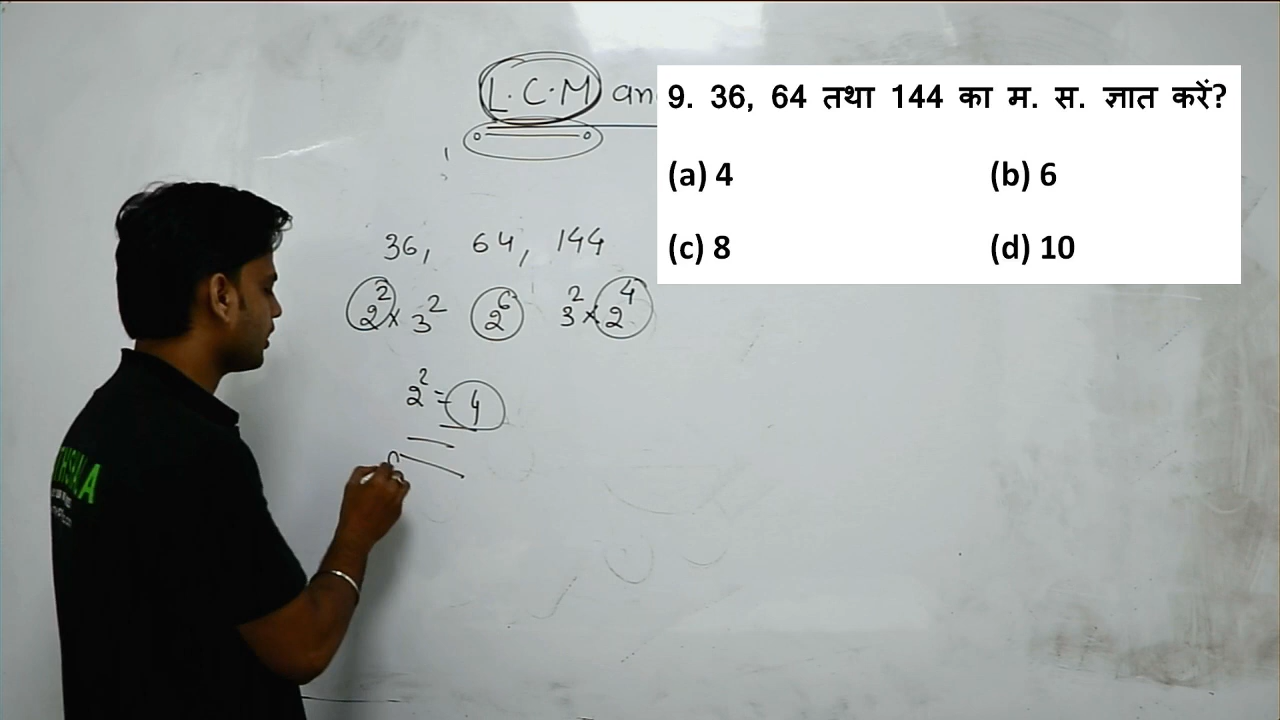 L.C.M an
9. 36, 64 तथा 144 का म. स. ज्ञात करें?
(a) 4 (b) 6
(c) 8 (d) 10
36, 64, 144
2² × 3² 2⁶ 3² × 2⁴
2² = 4